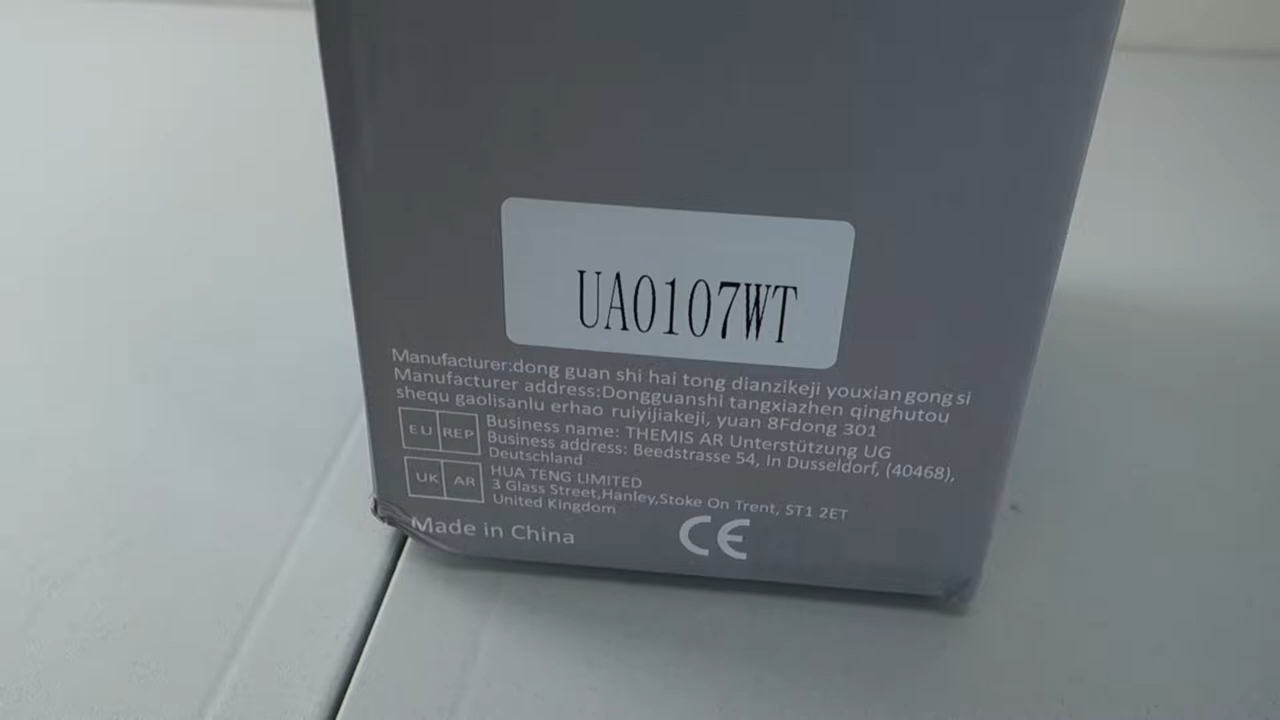 UA0107WT
Manufacturer:dong guan shi hai tong dianzikeji youxian gong si
Manufacturer address:Dongguanshi tangxiazhen qinghutou
shequ gaolisanlu erhao ruiyijiakeji, yuan 8Fdong 301
EU REP
Business name: THEMIS AR Unterstützung UG
Business address: Beedstrasse 54, In Dusseldorf, (40468),
Deutschland
UK AR
HUA TENG LIMITED
3 Glass Street,Hanley,Stoke On Trent, ST1 2ET
United Kingdom
Made in China
CE